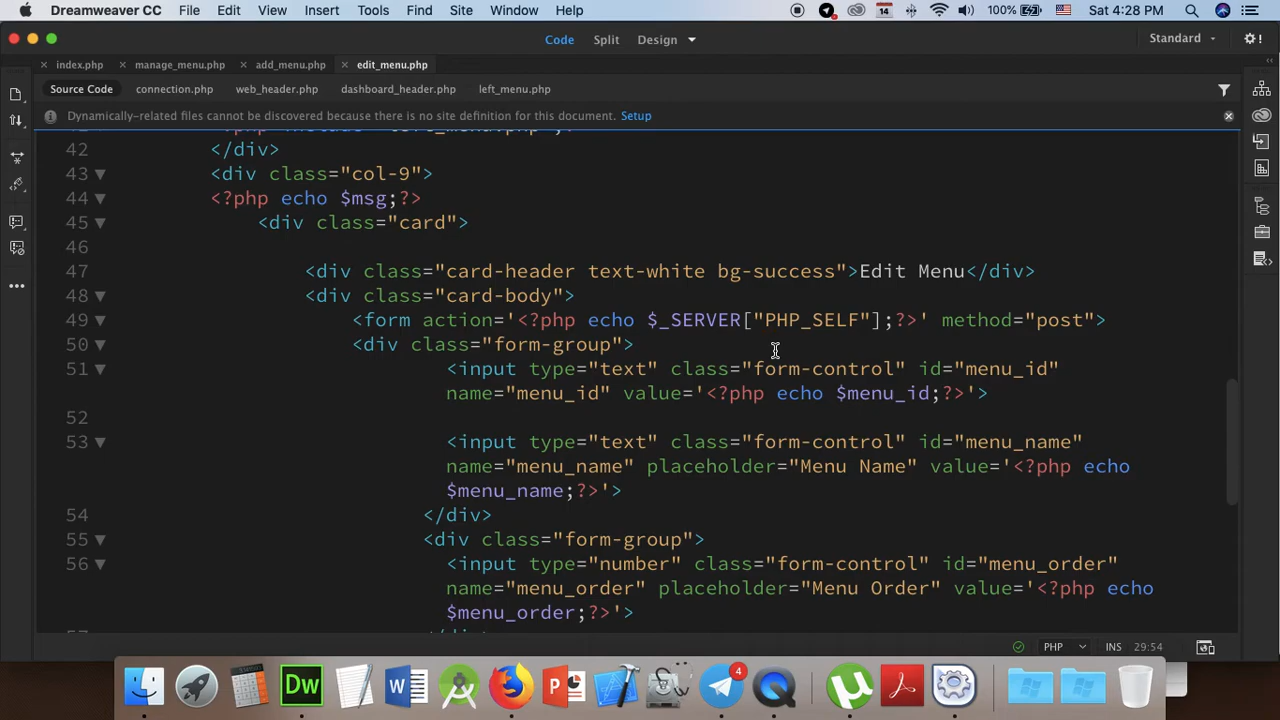 Dreamweaver CC File Edit View Insert Tools Find Site Window Help 14 100% Sat 4:28 PM
Code Split Design Standard
index.php manage_menu.php add_menu.php edit_menu.php
Source Code connection.php web_header.php dashboard_header.php left_menu.php
Dynamically-related files cannot be discovered because there is no site definition for this document. Setup
42 </div>
43 <div class="col-9">
44 <?php echo $msg;?>
45 <div class="card">
46
47 <div class="card-header text-white bg-success">Edit Menu</div>
48 <div class="card-body">
49 <form action='<?php echo $_SERVER["PHP_SELF"];?>' method="post">
50 <div class="form-group">
51 <input type="text" class="form-control" id="menu_id"
name="menu_id" value='<?php echo $menu_id;?>'>
52
53 <input type="text" class="form-control" id="menu_name"
name="menu_name" placeholder="Menu Name" value='<?php echo
$menu_name;?>'>
54 </div>
55 <div class="form-group">
56 <input type="number" class="form-control" id="menu_order"
name="menu_order" placeholder="Menu Order" value='<?php echo
$menu_order;?>'>
PHP INS 29:54
Dw W P 4 µ